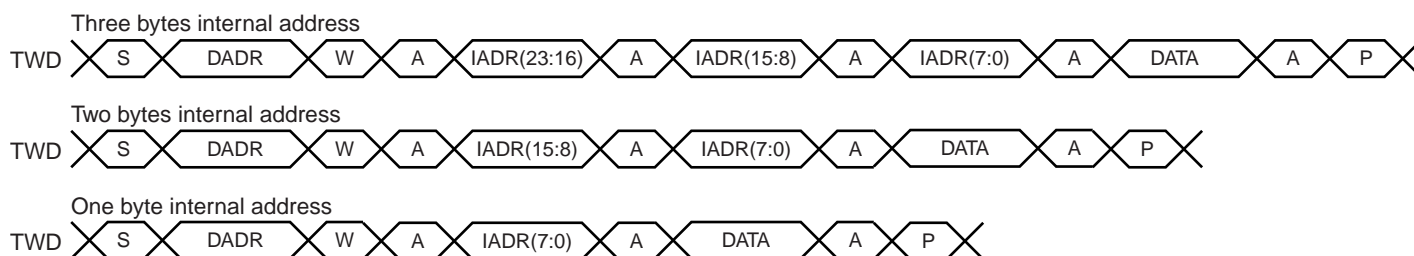 Three bytes internal address
TWD S DADR W A IADR(23:16) A IADR(15:8) A IADR(7:0) A DATA A P
Two bytes internal address
TWD S DADR W A IADR(15:8) A IADR(7:0) A DATA A P
One byte internal address
TWD S DADR W A IADR(7:0) A DATA A P